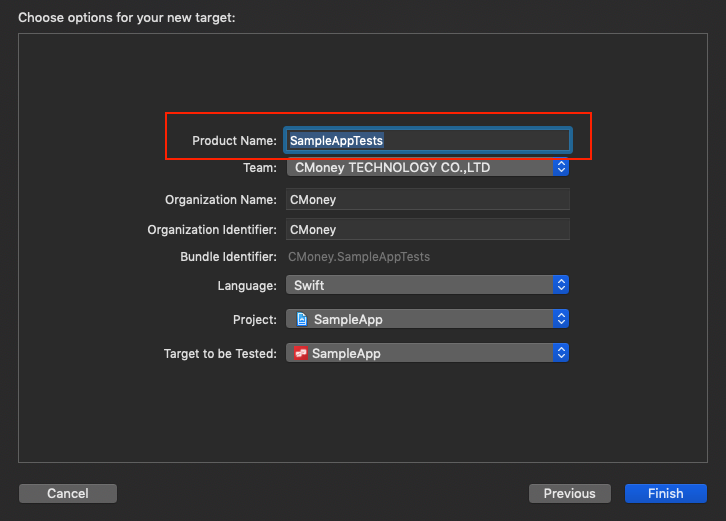 Choose options for your new target:
Product Name: SampleAppTests
Team: CMoney TECHNOLOGY CO.,LTD
Organization Name: CMoney
Organization Identifier: CMoney
Bundle Identifier: CMoney.SampleAppTests
Language: Swift
Project: SampleApp
Target to be Tested: SampleApp
Cancel Previous Finish